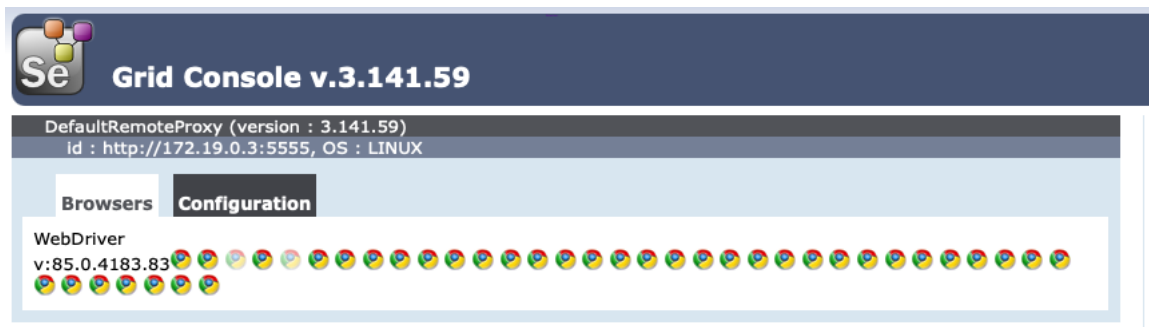 Se
Grid Console v.3.141.59
DefaultRemoteProxy (version : 3.141.59)
id : http://172.19.0.3:5555, OS : LINUX
Browsers Configuration
WebDriver
v:85.0.4183.83